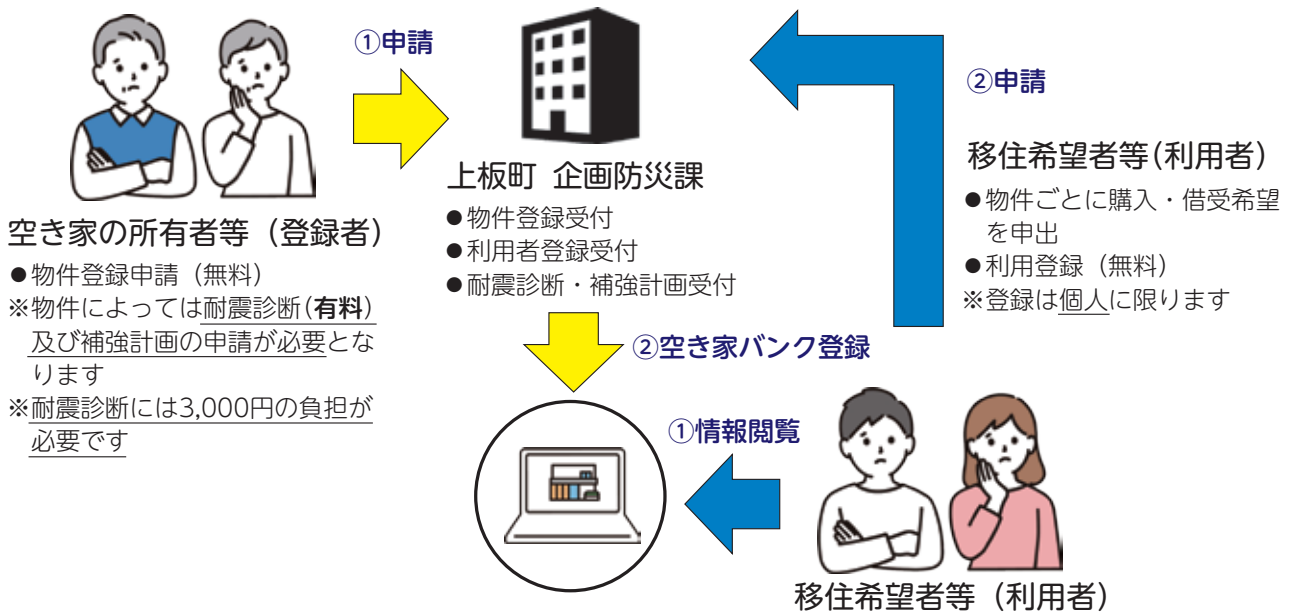 ①申請
空き家の所有者等（登録者）
●物件登録申請（無料）
※物件によっては耐震診断（有料）
及び補強計画の申請が必要とな
ります
※耐震診断には3,000円の負担が
必要です
上板町 企画防災課
●物件登録受付
●利用者登録受付
●耐震診断・補強計画受付
②空き家バンク登録
②申請
移住希望者等（利用者）
●物件ごとに購入・借受希望
を申出
●利用登録（無料）
※登録は個人に限ります
①情報閲覧
移住希望者等（利用者）